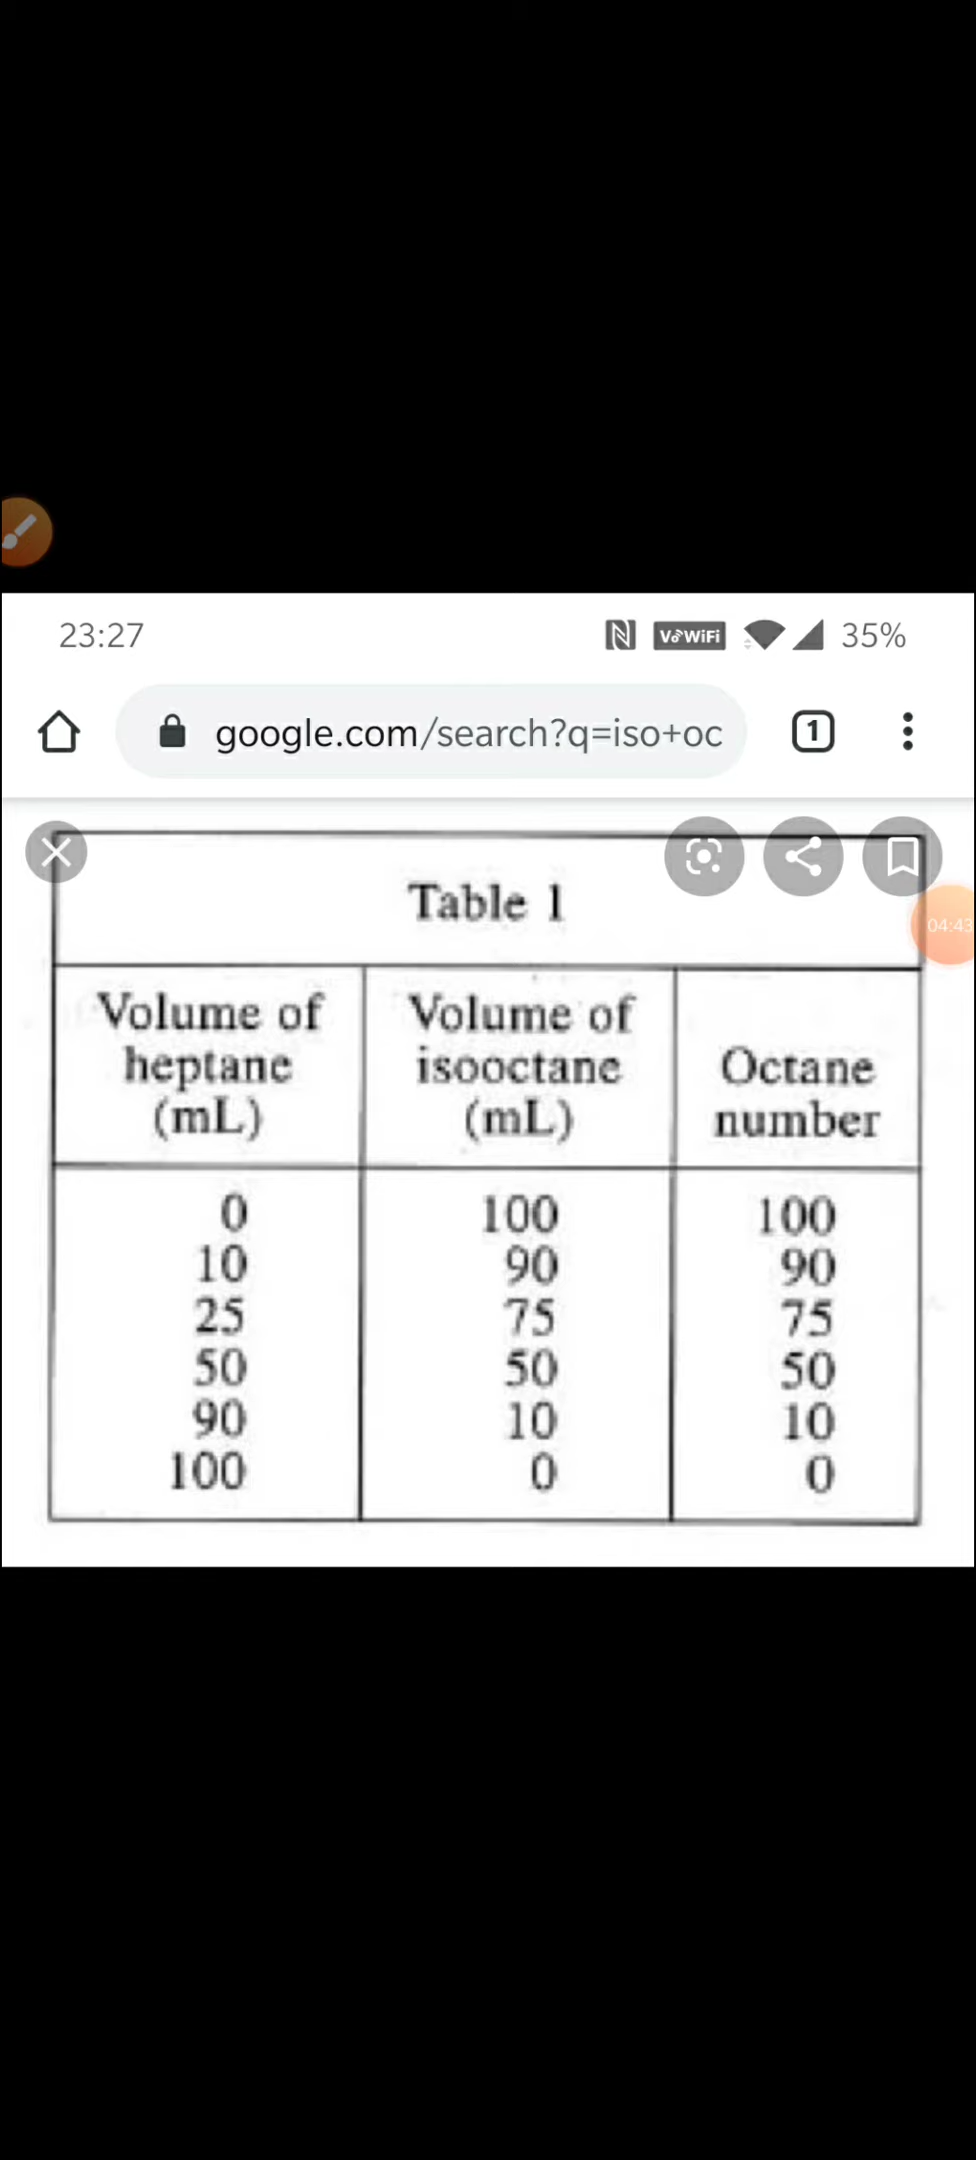 23:27
VoWiFi 35%
google.com/search?q=iso+oc
1
Table 1
04:43
Volume of heptane (mL) Volume of isooctane (mL) Octane number
0 100 100
10 90 90
25 75 75
50 50 50
90 10 10
100 0 0